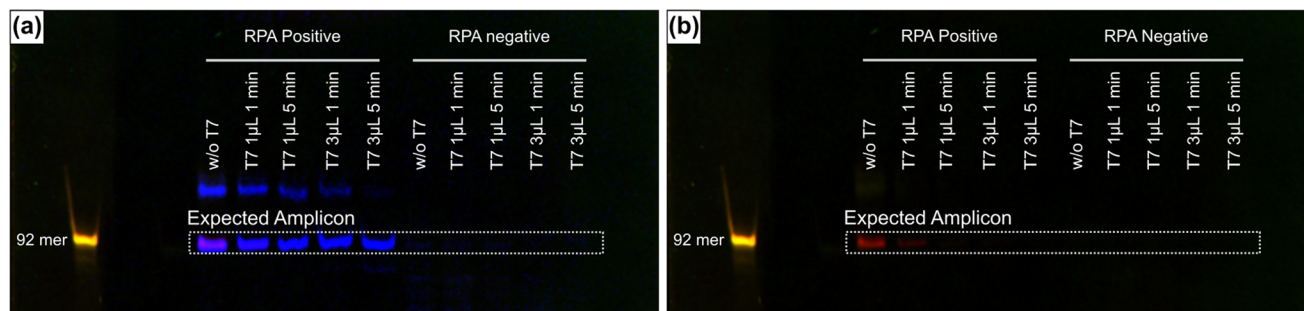 (a)
RPA Positive
RPA negative
w/o T7
T7 1µL 1 min
T7 1µL 5 min
T7 3µL 1 min
T7 3µL 5 min
w/o T7
T7 1µL 1 min
T7 1µL 5 min
T7 3µL 1 min
T7 3µL 5 min
Expected Amplicon
92 mer
(b)
RPA Positive
RPA Negative
w/o T7
T7 1µL 1 min
T7 1µL 5 min
T7 3µL 1 min
T7 3µL 5 min
w/o T7
T7 1µL 1 min
T7 1µL 5 min
T7 3µL 1 min
T7 3µL 5 min
Expected Amplicon
92 mer